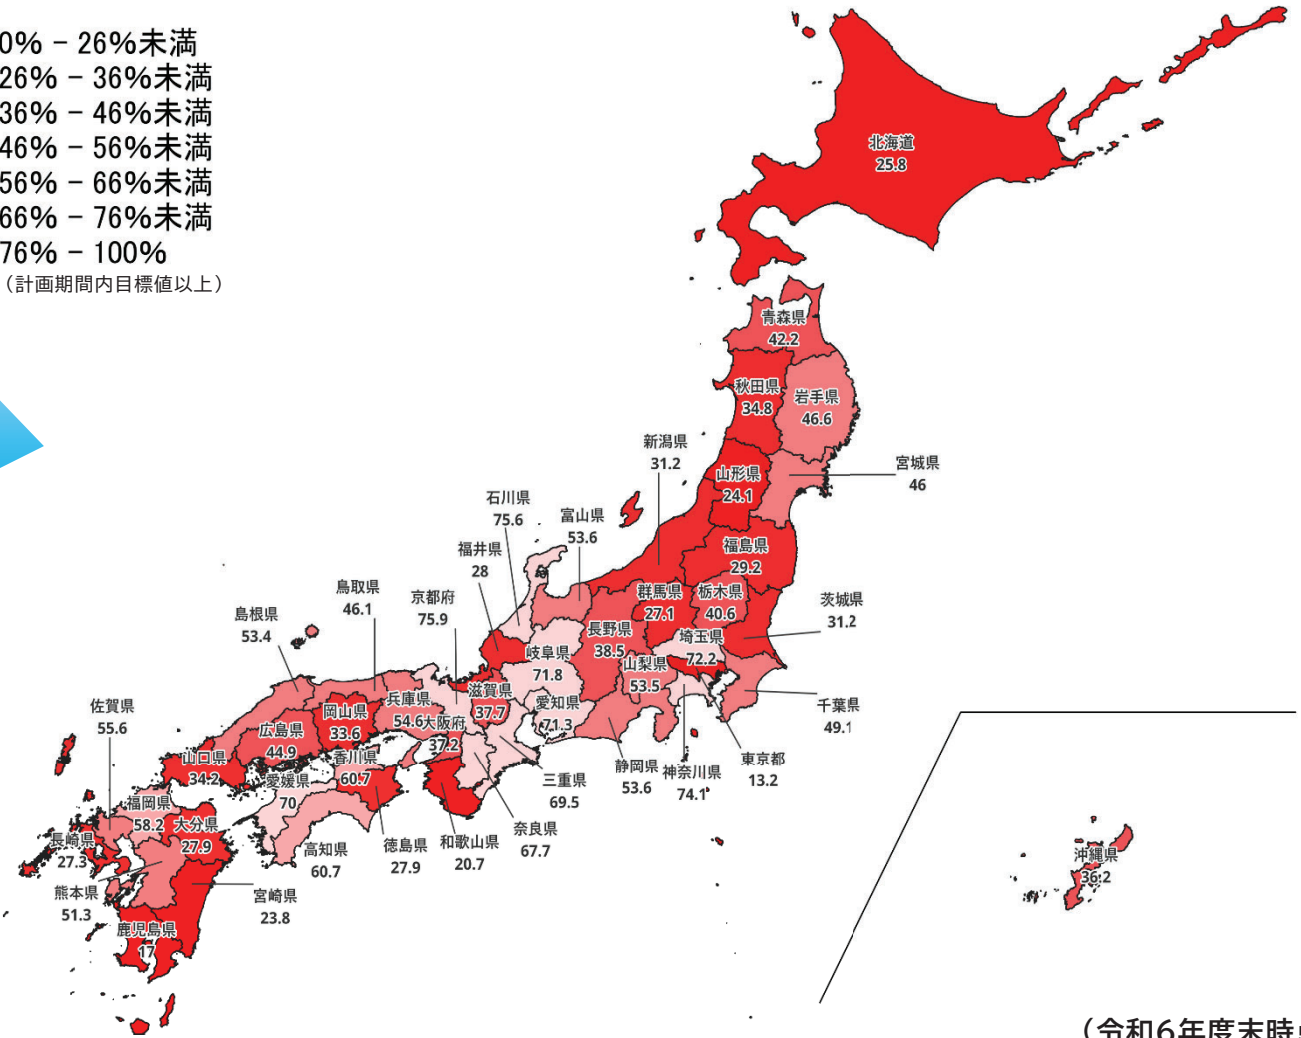 0% - 26%未満
26% - 36%未満
36% - 46%未満
46% - 56%未満
56% - 66%未満
66% - 76%未満
76% - 100%
（計画期間内目標値以上）
北海道
25.8
青森県
42.2
秋田県
34.8
岩手県
46.6
新潟県
31.2
山形県
24.1
宮城県
46
石川県
75.6
富山県
53.6
福島県
29.2
福井県
28
群馬県
27.1
栃木県
40.6
茨城県
31.2
鳥取県
46.1
京都府
75.9
島根県
53.4
長野県
38.5
埼玉県
72.2
岐阜県
71.8
山梨県
53.5
滋賀県
37.7
愛知県
71.3
千葉県
49.1
佐賀県
55.6
兵庫県
54.6
岡山県
33.6
大阪府
37.2
広島県
44.9
山口県
34.2
香川県
60.7
愛媛県
70
三重県
69.5
静岡県
53.6
神奈川県
74.1
東京都
13.2
福岡県
58.2
大分県
27.9
長崎県
27.3
高知県
60.7
徳島県
27.9
和歌山県
20.7
奈良県
67.7
熊本県
51.3
宮崎県
23.8
鹿児島県
17
沖縄県
36.2
（令和6年度末時